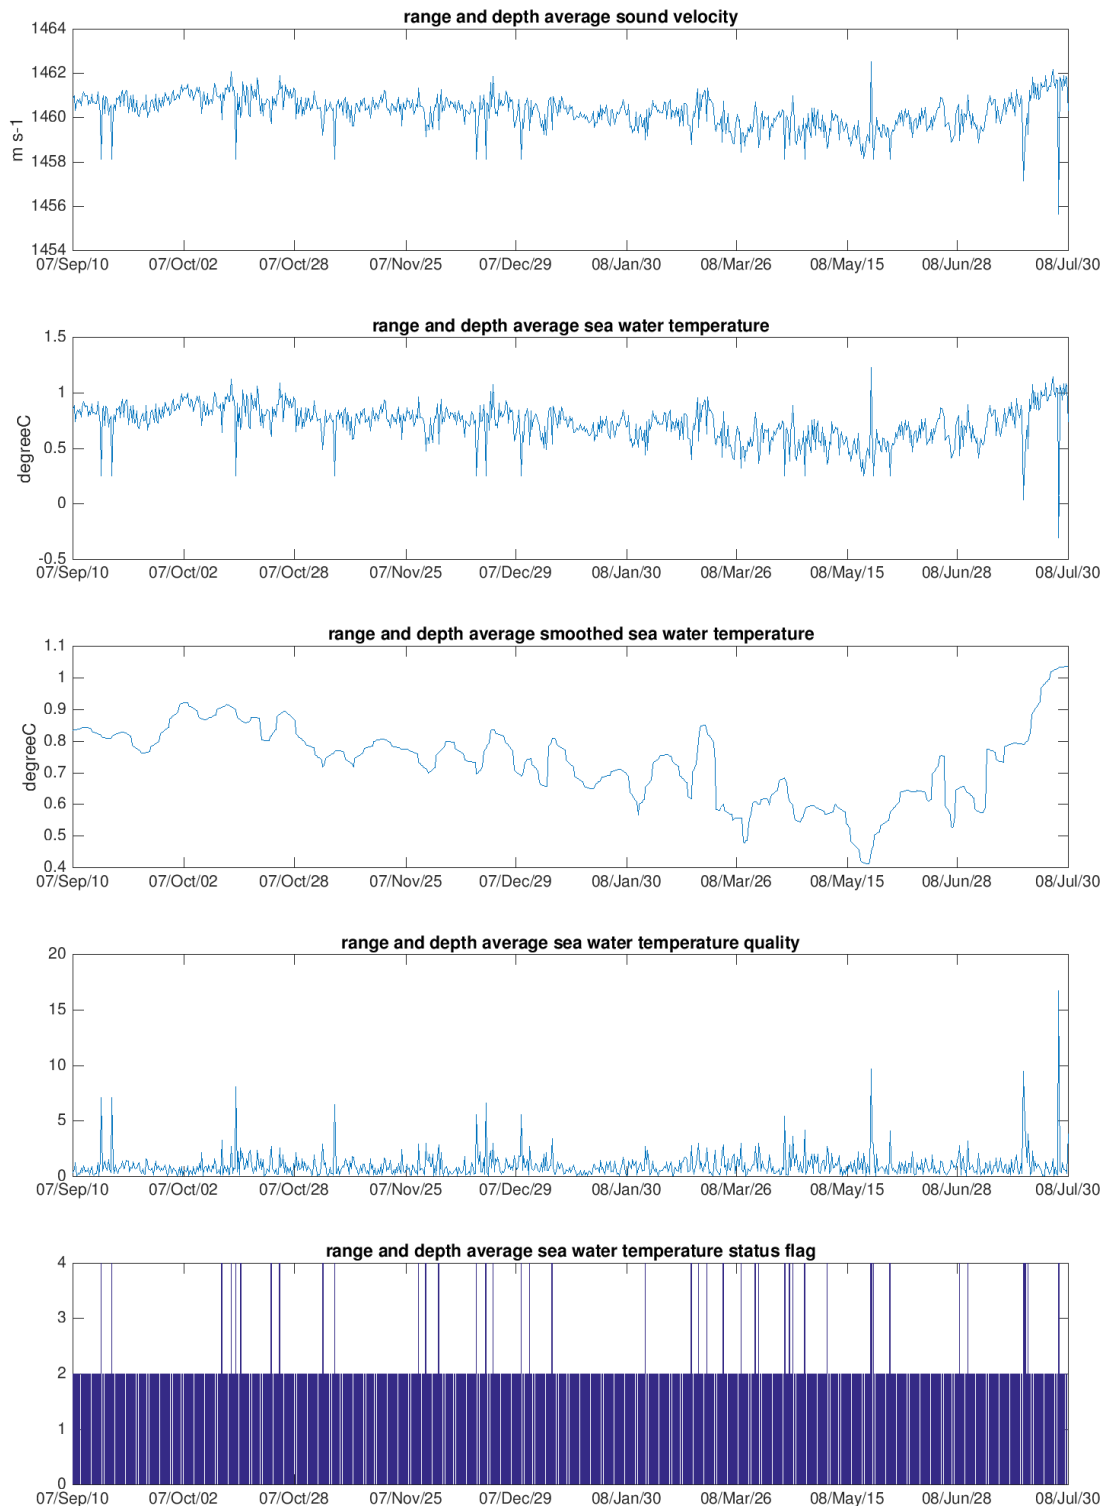 range and depth average sound velocity
1464
1462
1460
1458
1456
1454
m s-1
07/Sep/10 07/Oct/02 07/Oct/28 07/Nov/25 07/Dec/29 08/Jan/30 08/Mar/26 08/May/15 08/Jun/28 08/Jul/30
range and depth average sea water temperature
1.5
1
0.5
0
-0.5
degreeC
07/Sep/10 07/Oct/02 07/Oct/28 07/Nov/25 07/Dec/29 08/Jan/30 08/Mar/26 08/May/15 08/Jun/28 08/Jul/30
range and depth average smoothed sea water temperature
1.1
1
0.9
0.8
0.7
0.6
0.5
0.4
degreeC
07/Sep/10 07/Oct/02 07/Oct/28 07/Nov/25 07/Dec/29 08/Jan/30 08/Mar/26 08/May/15 08/Jun/28 08/Jul/30
range and depth average sea water temperature quality
20
15
10
5
0
07/Sep/10 07/Oct/02 07/Oct/28 07/Nov/25 07/Dec/29 08/Jan/30 08/Mar/26 08/May/15 08/Jun/28 08/Jul/30
range and depth average sea water temperature status flag
4
3
2
1
0
07/Sep/10 07/Oct/02 07/Oct/28 07/Nov/25 07/Dec/29 08/Jan/30 08/Mar/26 08/May/15 08/Jun/28 08/Jul/30